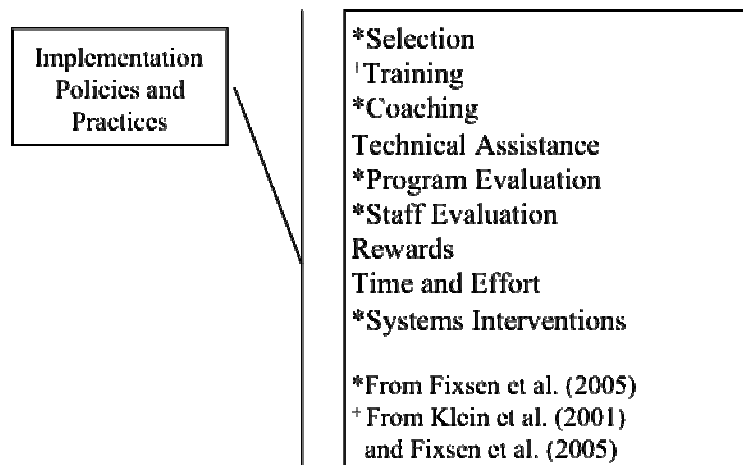 Implementation
Policies and
Practices
*Selection
+Training
*Coaching
Technical Assistance
*Program Evaluation
*Staff Evaluation
Rewards
Time and Effort
*Systems Interventions
*From Fixsen et al. (2005)
+ From Klein et al. (2001)
and Fixsen et al. 2005)